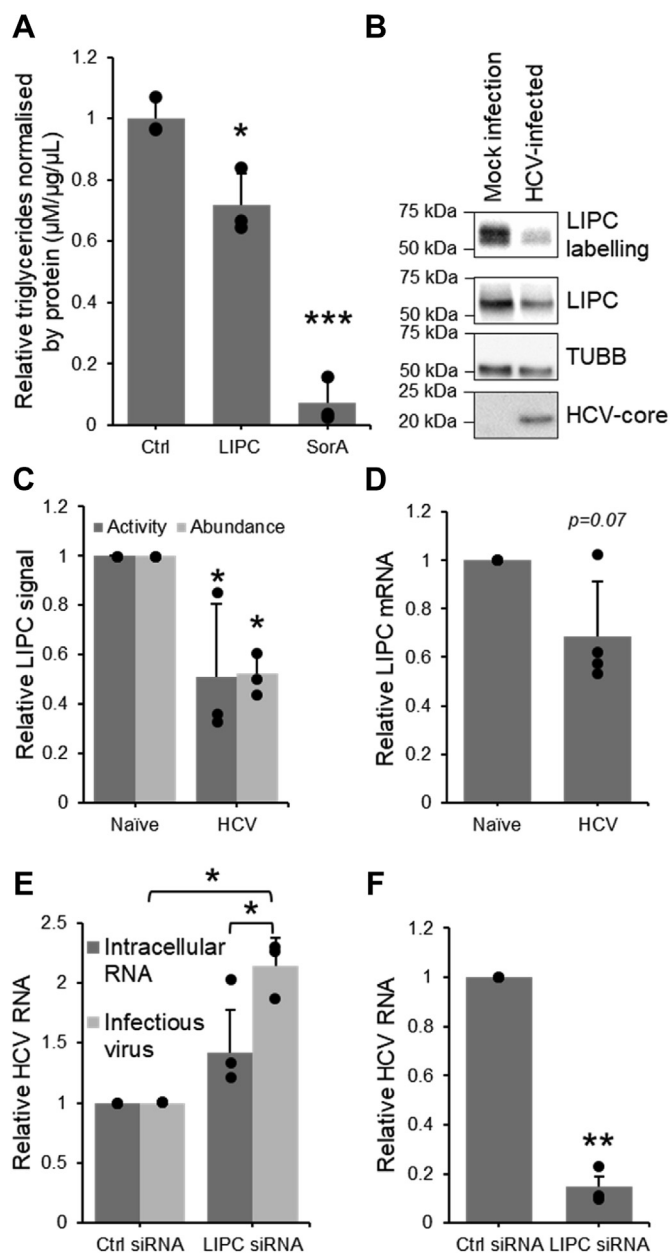 A
Relative triglycerides normalised
by protein (μM/μg/μL)
1.2
1
0.8
0.6
0.4
0.2
0
*
***
Ctrl
LIPC
SorA
B
Mock infection
HCV-infected
75 kDa
50 kDa
LIPC
labelling
75 kDa
50 kDa
LIPC
50 kDa
TUBB
25 kDa
20 kDa
HCV-core
C
Relative LIPC signal
1.2
1
0.8
0.6
0.4
0.2
0
Activity
Abundance
*
*
Naïve
HCV
D
Relative LIPC mRNA
1.2
1
0.8
0.6
0.4
0.2
0
p=0.07
Naïve
HCV
E
Relative HCV RNA
2.5
2
1.5
1
0.5
0
Intracellular
RNA
Infectious
virus
*
*
Ctrl siRNA
LIPC siRNA
F
Relative HCV RNA
1.2
1
0.8
0.6
0.4
0.2
0
**
Ctrl siRNA
LIPC siRNA